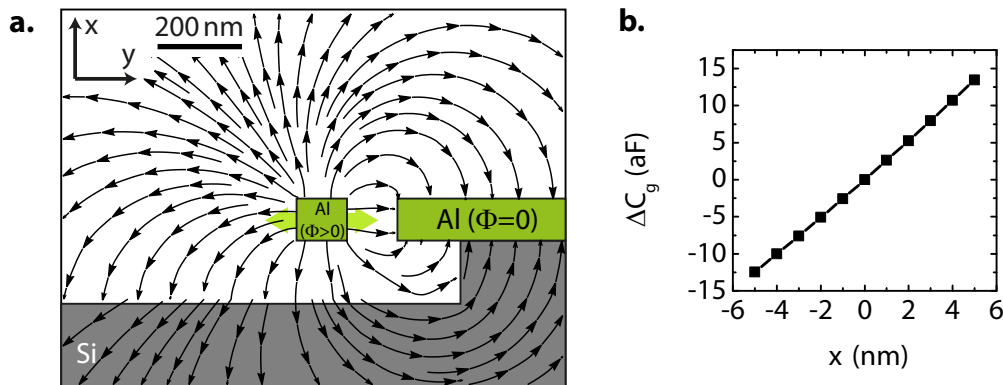 a.
x
y
200 nm
Al
(Φ>0)
Al (Φ=0)
Si
b.
ΔC_g (aF)
15
10
5
0
-5
-10
-15
-6 -4 -2 0 2 4 6
x (nm)